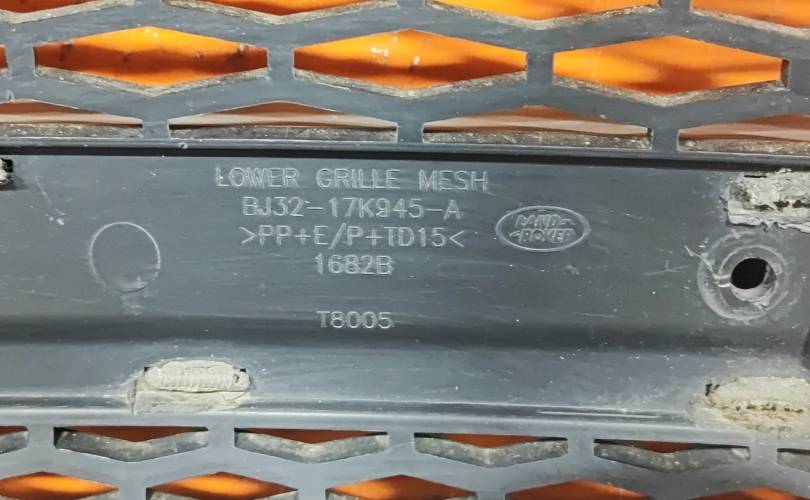 LOWER GRILLE MESH
BJ32-17K945-A
>PP+E/P+TD15<
1682B
T8005
LAND-
-ROVER